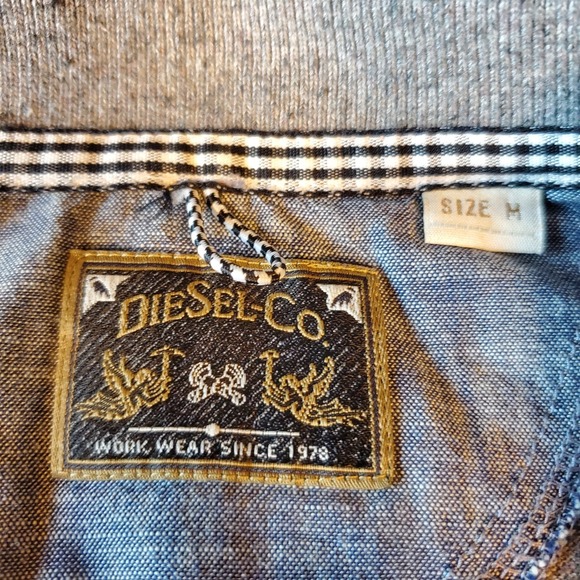 SIZE M
DIESEL-CO.
WORK WEAR SINCE 1978